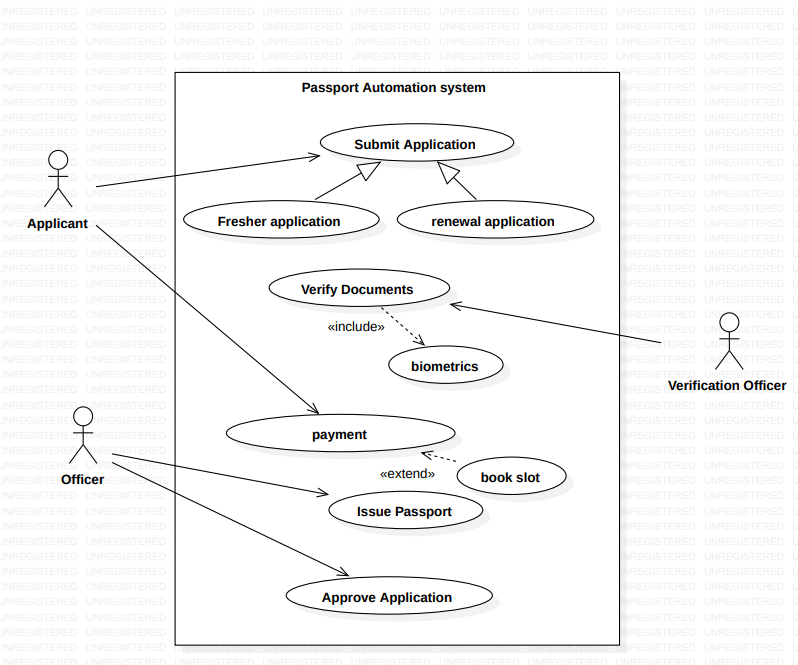 Passport Automation system
Submit Application
Applicant
Fresher application
renewal application
Verify Documents
«include»
biometrics
Verification Officer
payment
Officer
«extend»
book slot
Issue Passport
Approve Application
UNREGISTERED